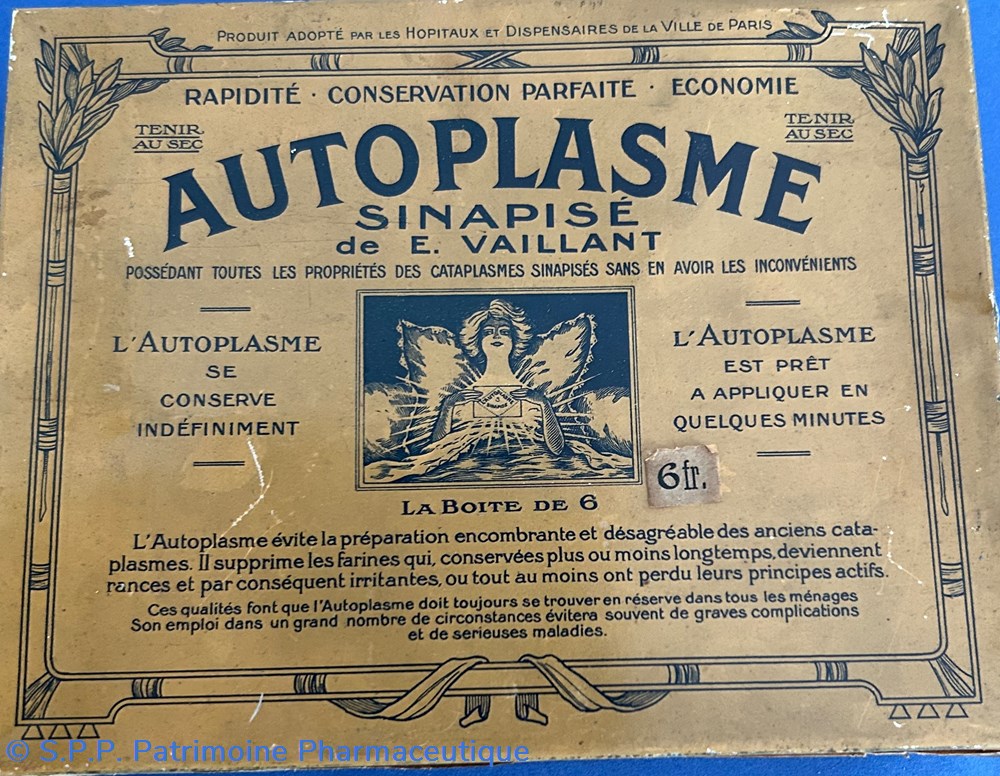 PRODUIT ADOPTÉ PAR LES HOPITAUX ET DISPENSAIRES DE LA VILLE DE PARIS
RAPIDITÉ · CONSERVATION PARFAITE · ECONOMIE
TENIR
AU SEC
TENIR
AU SEC
AUTOPLASME
SINAPISÉ
de E. VAILLANT
POSSÉDANT TOUTES LES PROPRIÉTÉS DES CATAPLASMES SINAPISÉS SANS EN AVOIR LES INCONVÉNIENTS
L'AUTOPLASME
SE
CONSERVE
INDÉFINIMENT
L'AUTOPLASME
EST PRÊT
A APPLIQUER EN
QUELQUES MINUTES
6fr.
LA BOITE DE 6
L'Autoplasme évite la préparation encombrante et désagréable des anciens cata-
plasmes. Il supprime les farines qui, conservées plus ou moins longtemps, deviennent
rances et par conséquent irritantes, ou tout au moins ont perdu leurs principes actifs.
Ces qualités font que l'Autoplasme doit toujours se trouver en réserve dans tous les ménages
Son emploi dans un grand nombre de circonstances évitera souvent de graves complications
et de serieuses maladies.
© S.P.P. Patrimoine Pharmaceutique